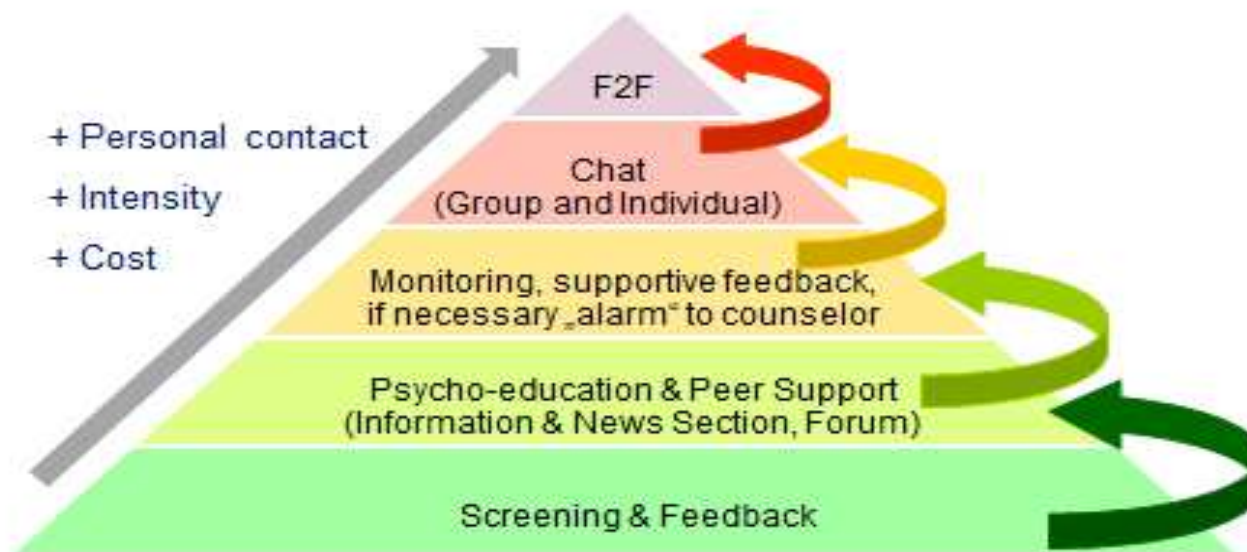 F2F
+ Personal contact
+ Intensity
+ Cost
Chat
(Group and Individual)
Monitoring, supportive feedback,
if necessary „alarm“ to counselor
Psycho-education & Peer Support
(Information & News Section, Forum)
Screening & Feedback